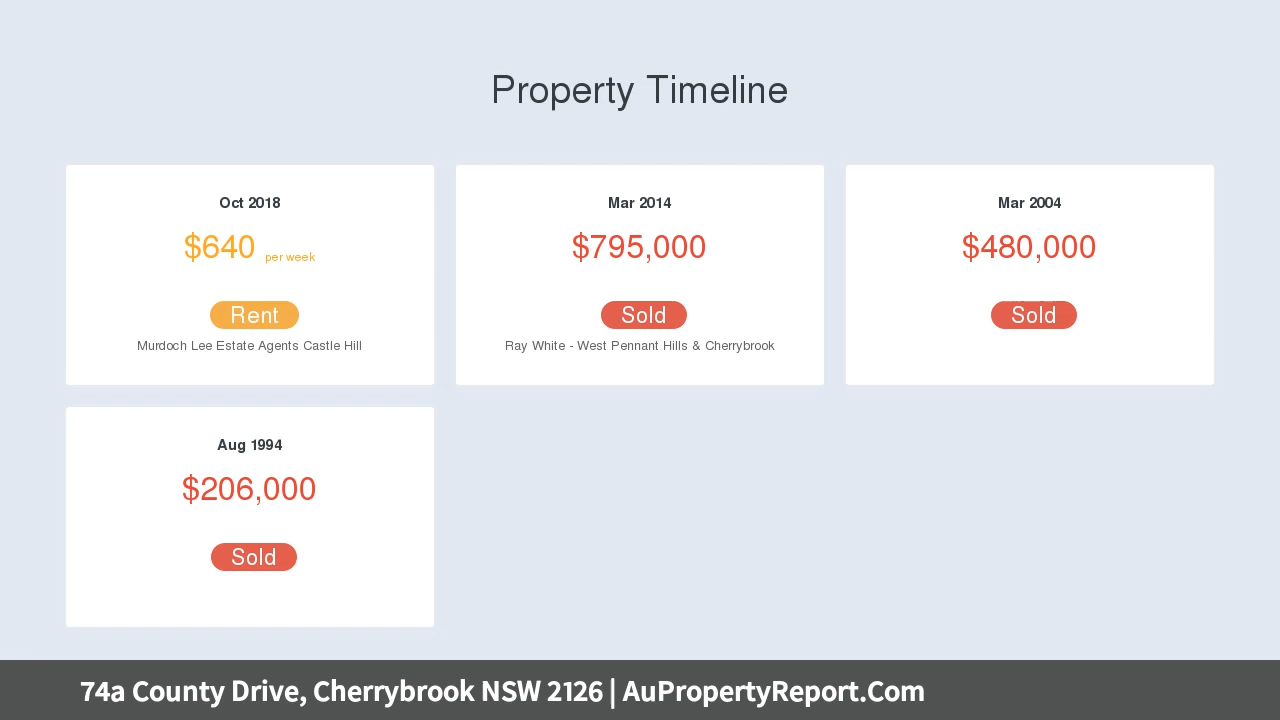 Property Timeline
Oct 2018
$640 per week
Rent
Murdoch Lee Estate Agents Castle Hill
Mar 2014
$795,000
Sold
Ray White - West Pennant Hills & Cherrybrook
Mar 2004
$480,000
Sold
Aug 1994
$206,000
Sold
74a County Drive, Cherrybrook NSW 2126 | AuPropertyReport.Com